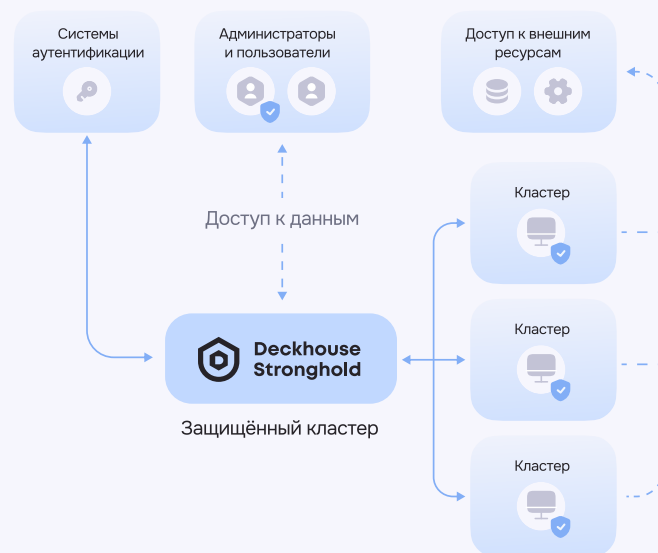 Системы
аутентификации
Администраторы
и пользователи
Доступ к внешним
ресурсам
Кластер
Доступ к данным
Кластер
Deckhouse
Stronghold
Защищённый кластер
Кластер